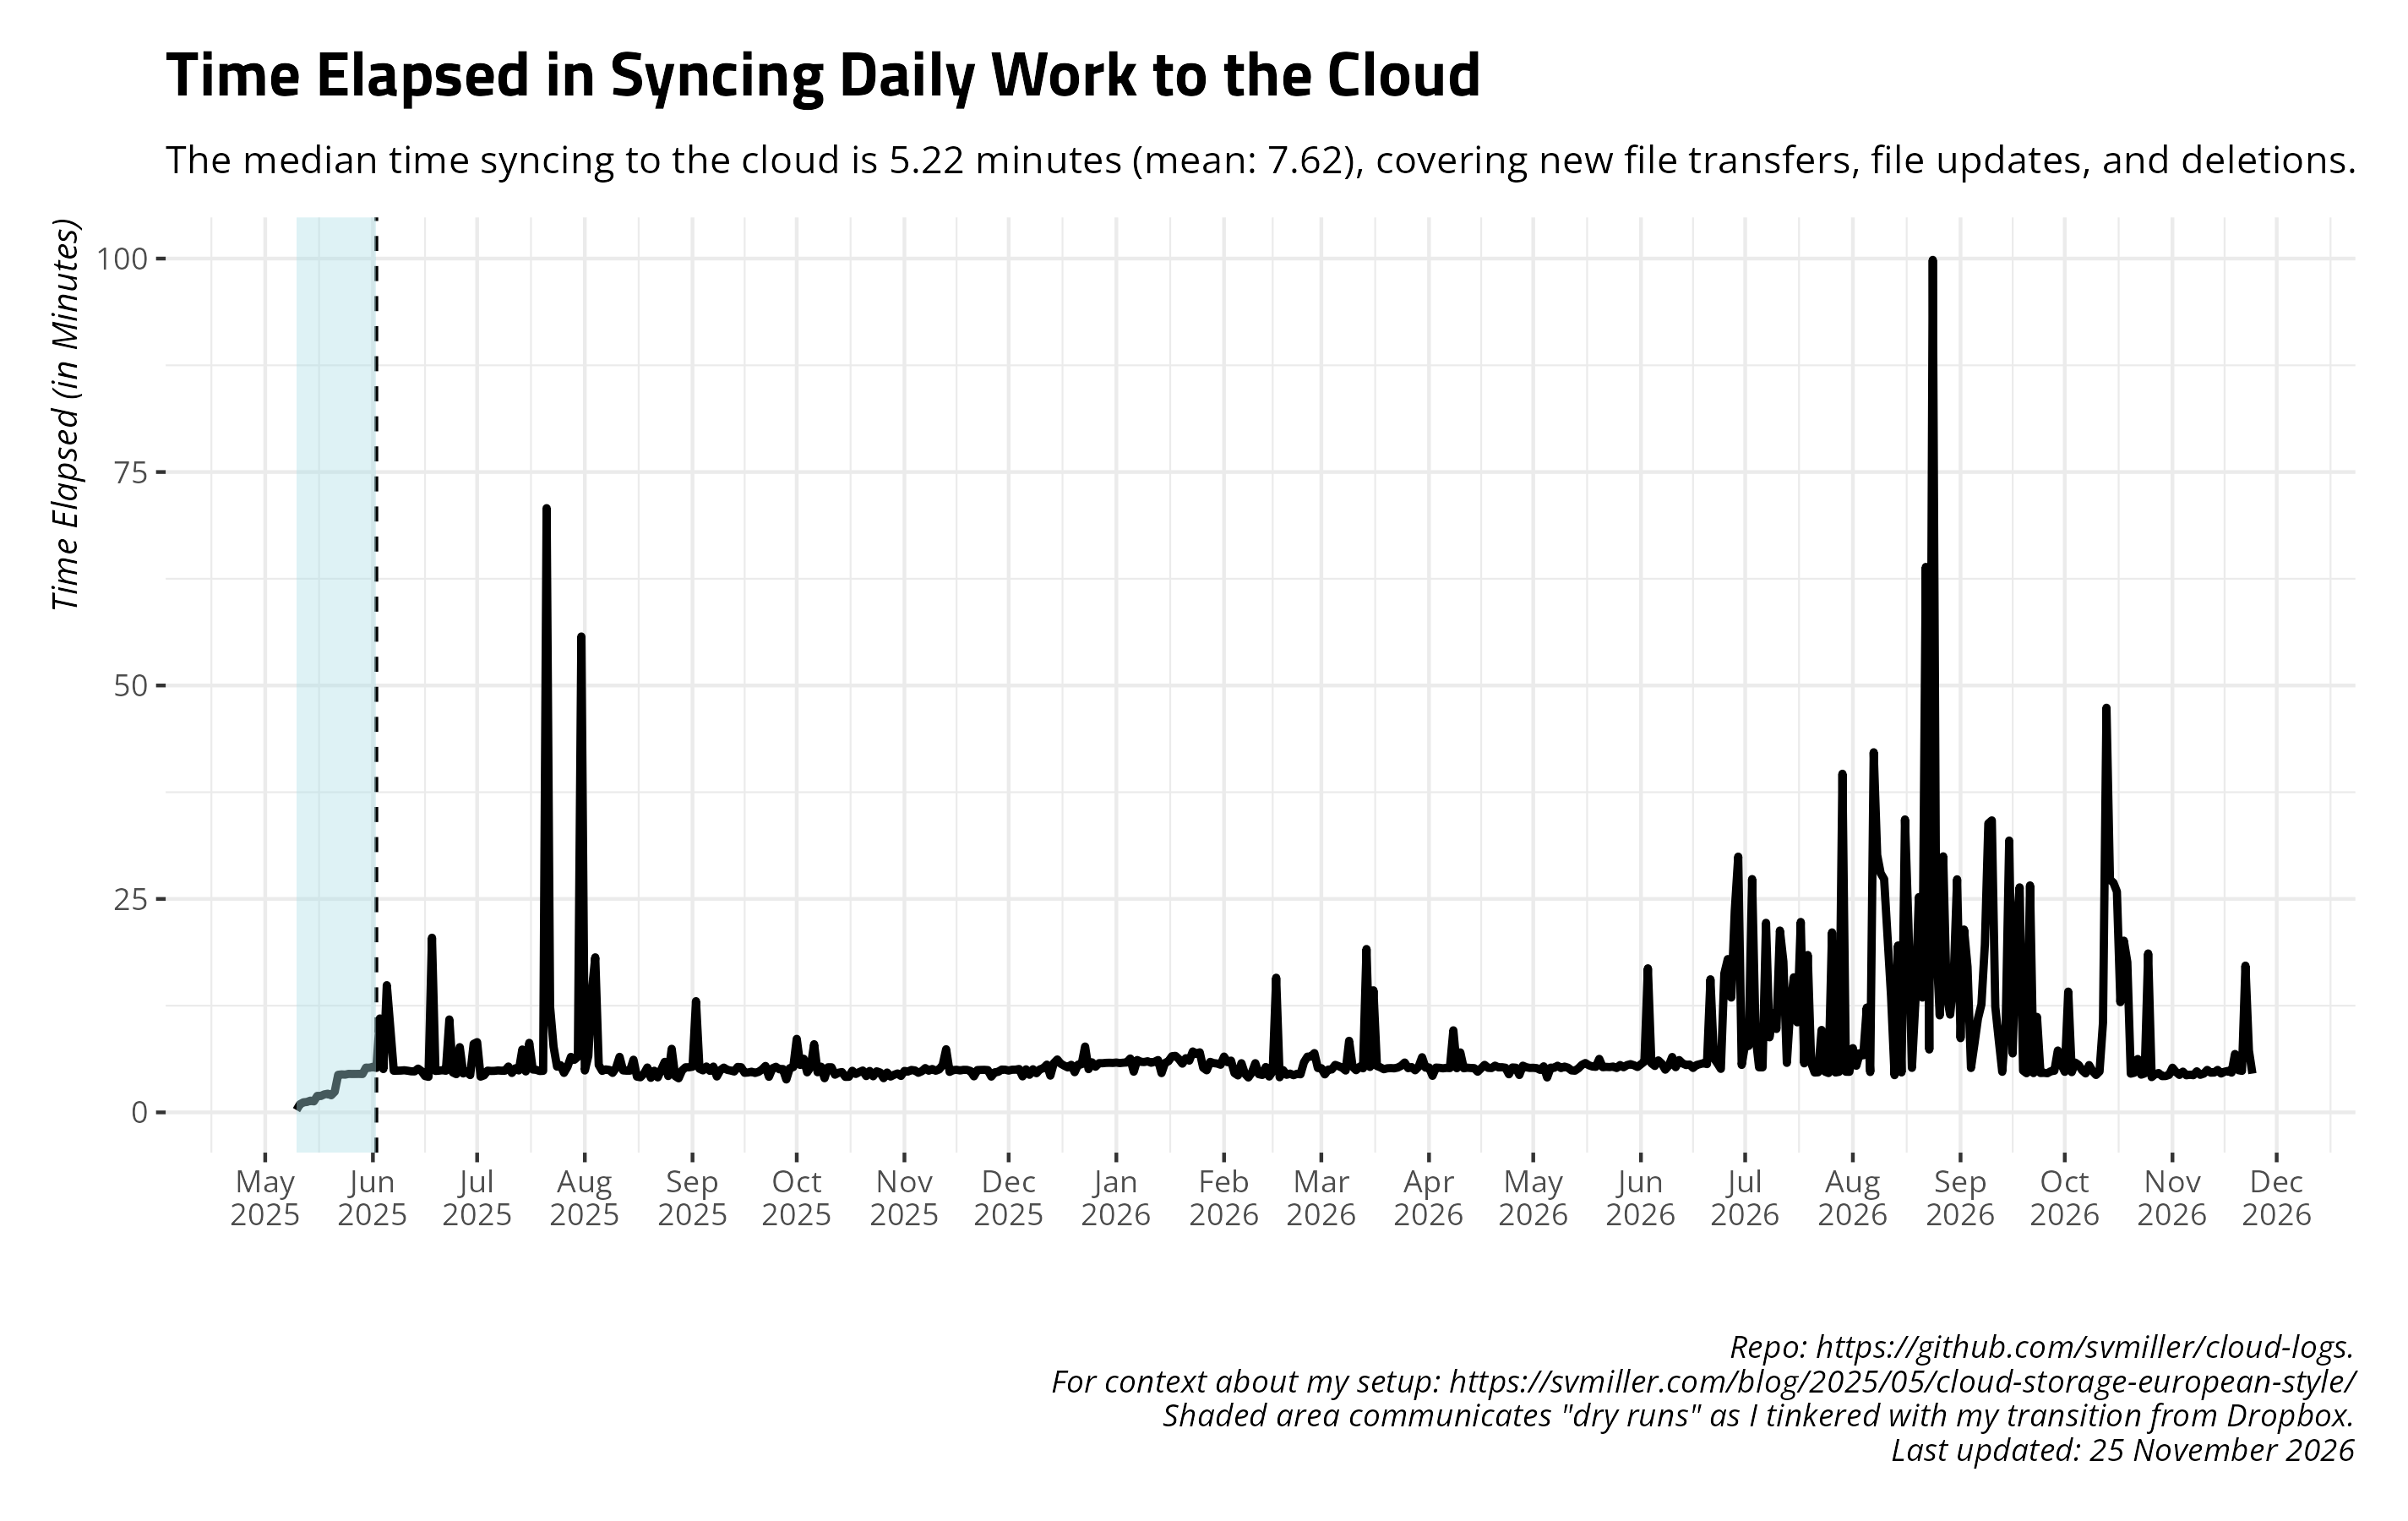 Time Elapsed in Syncing Daily Work to the Cloud
The median time syncing to the cloud is 5.22 minutes (mean: 7.62), covering new file transfers, file updates, and deletions.
Time Elapsed (in Minutes)
100
75
50
25
0
May Jun Jul Aug Sep Oct Nov Dec Jan Feb Mar Apr May Jun Jul Aug Sep Oct Nov Dec
2025 2025 2025 2025 2025 2025 2025 2025 2026 2026 2026 2026 2026 2026 2026 2026 2026 2026 2026 2026
Repo: https://github.com/svmiller/cloud-logs.
For context about my setup: https://svmiller.com/blog/2025/05/cloud-storage-european-style/
Shaded area communicates "dry runs" as I tinkered with my transition from Dropbox.
Last updated: 25 November 2026